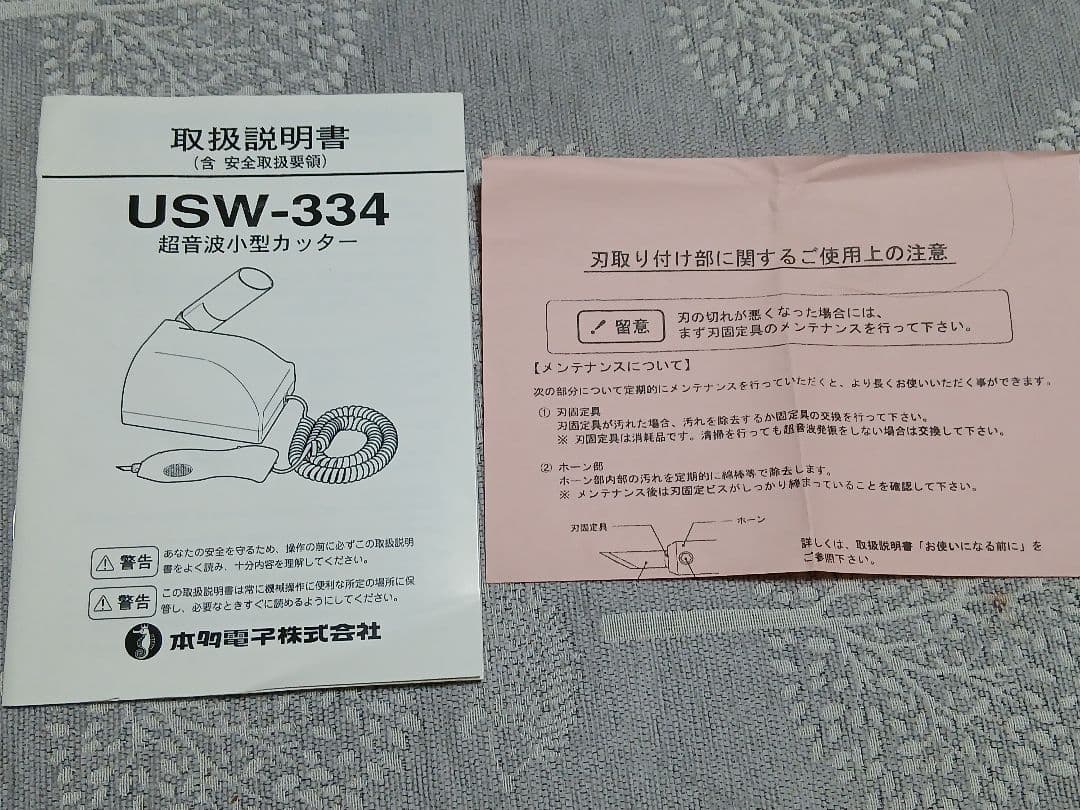 取扱説明書
(含 安全取扱要領)
USW-334
超音波小型カッター
警告
あなたの安全を守るため、操作の前に必ずこの取扱説明
書をよく読み、十分内容を理解してください。
警告
この取扱説明書は常に機械操作に便利な所定の場所に保
管し、必要なときすぐに読めるようにしてください。
本多電子株式会社
刃取り付け部に関するご使用上の注意
留意
刃の切れが悪くなった場合には、
まず刃固定具のメンテナンスを行って下さい。
【メンテナンスについて】
次の部分について定期的にメンテナンスを行っていただくと、より長くお使いいただく事ができます。
① 刃固定具
刃固定具が汚れた場合、汚れを除去するか固定具の交換を行って下さい。
※ 刃固定具は消耗品です。清掃を行っても超音波発振をしない場合は交換して下さい。
② ホーン部
ホーン部内部の汚れを定期的に綿棒等で除去します。
※ メンテナンス後は刃固定ビスがしっかり締まっていることを確認して下さい。
刃固定具
ホーン
詳しくは、取扱説明書「お使いになる前に」を
ご参照下さい。